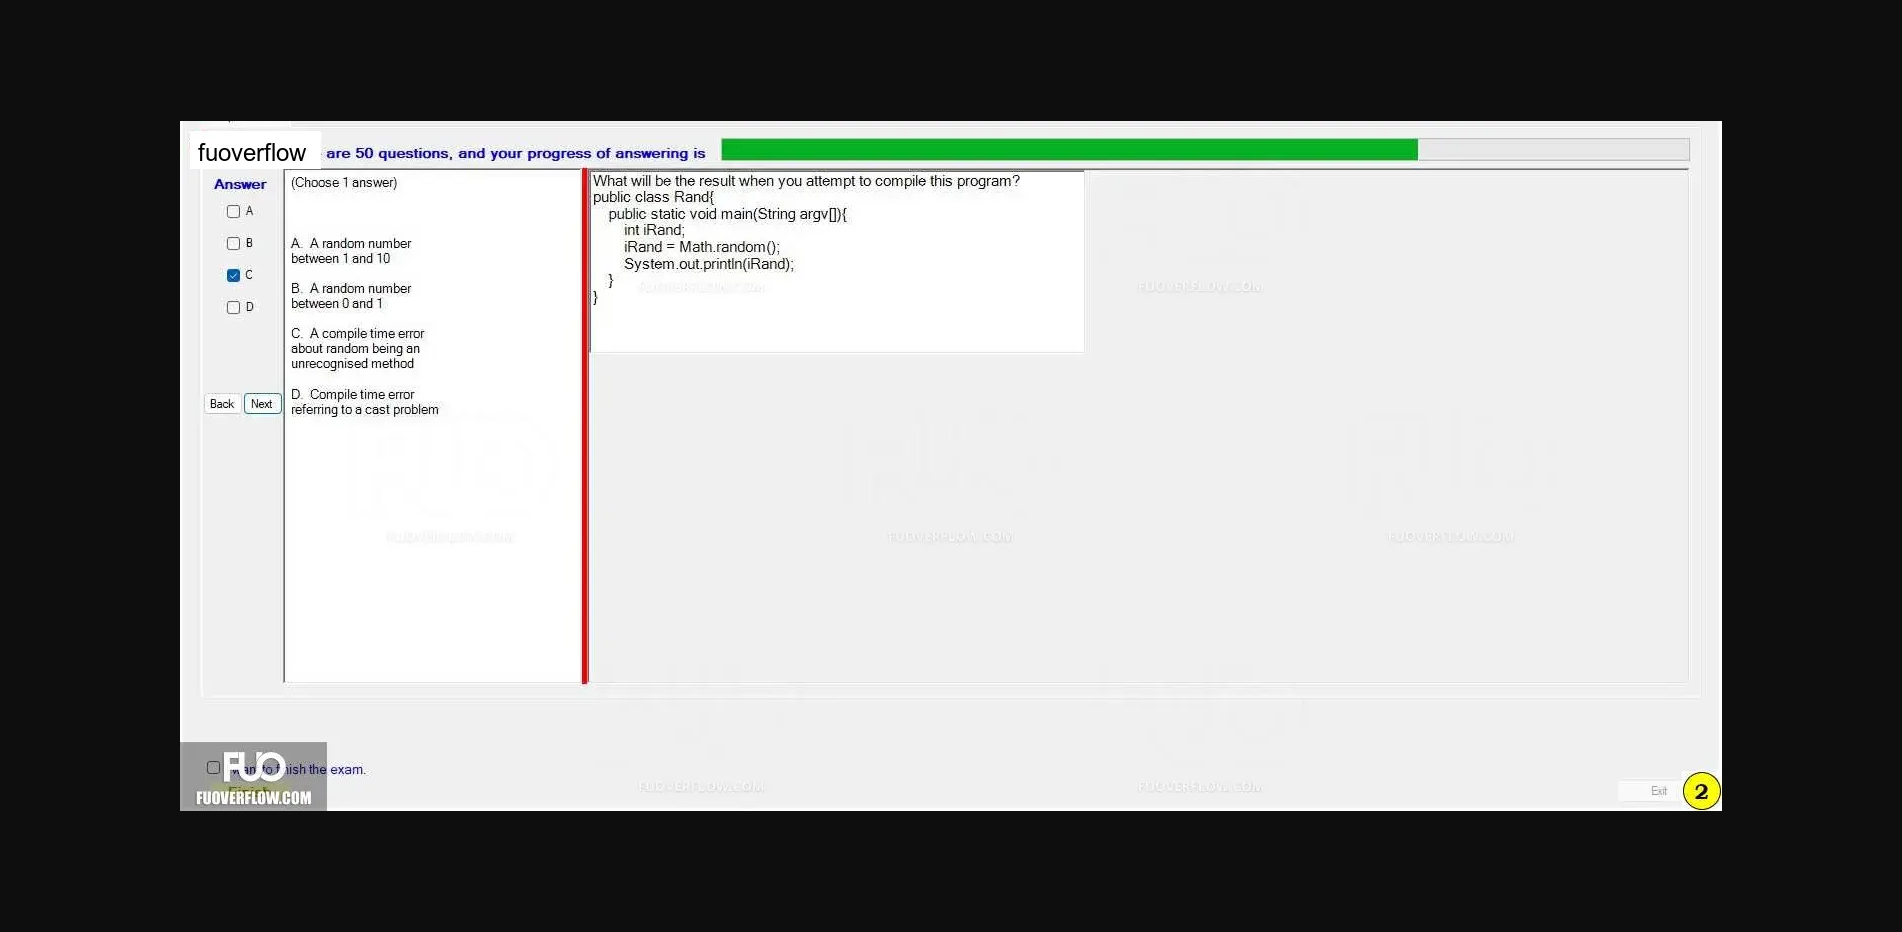 fuoverflow are 50 questions, and your progress of answering is
Answer
A
B
C
D
Back Next
(Choose 1 answer)
A. A random number
between 1 and 10
B. A random number
between 0 and 1
C. A compile time error
about random being an
unrecognised method
D. Compile time error
referring to a cast problem
What will be the result when you attempt to compile this program?
public class Rand{
public static void main(String argv[]){
int iRand;
iRand = Math.random();
System.out.println(iRand);
}
}
FUOVERFLOW.COM
FUOVERFLOW.COM
FUOVERFLOW.COM
FUOVERFLOW.COM
FUOVERFLOW.COM
FUOVERFLOW.COM
FUOVERFLOW.COM
FUO
want to finish the exam.
Finish
FUOVERFLOW.COM
Exit
2